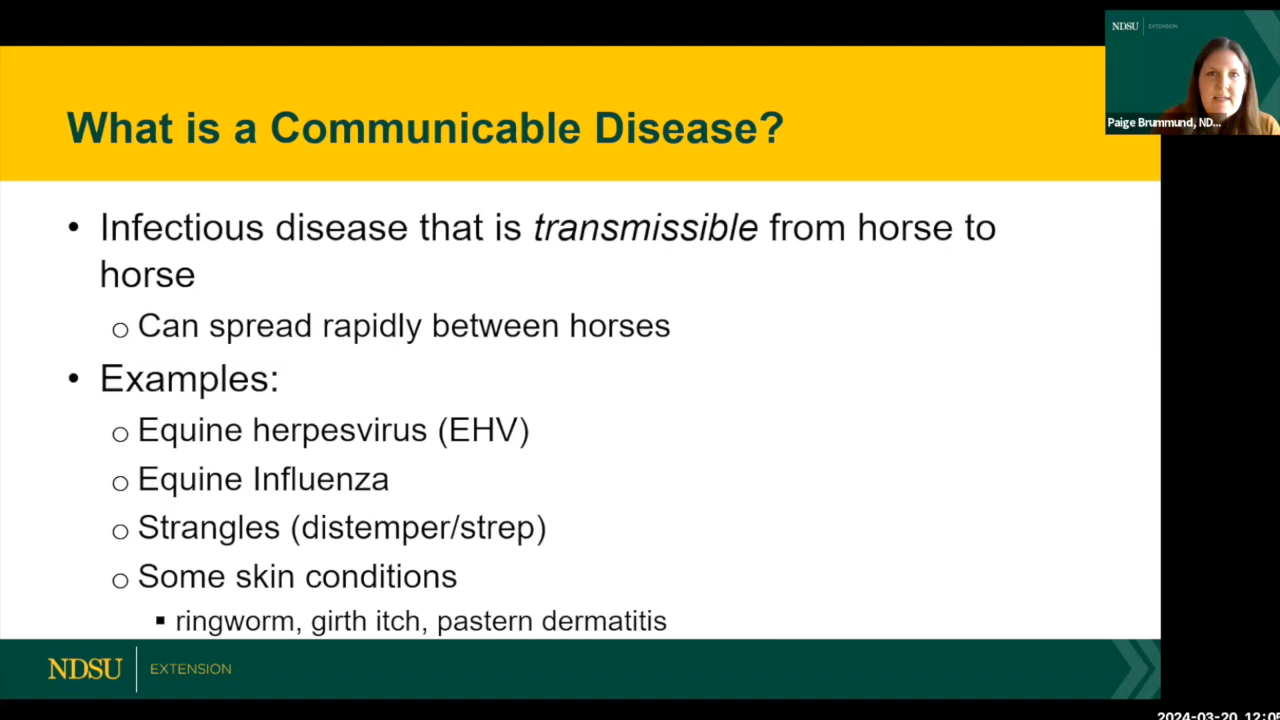 NDSU EXTENSION
Paige Brummund, ND...
What is a Communicable Disease?
• Infectious disease that is transmissible from horse to
horse
o Can spread rapidly between horses
• Examples:
o Equine herpesvirus (EHV)
o Equine Influenza
o Strangles (distemper/strep)
o Some skin conditions
▪ ringworm, girth itch, pastern dermatitis
NDSU EXTENSION
2024-03-20